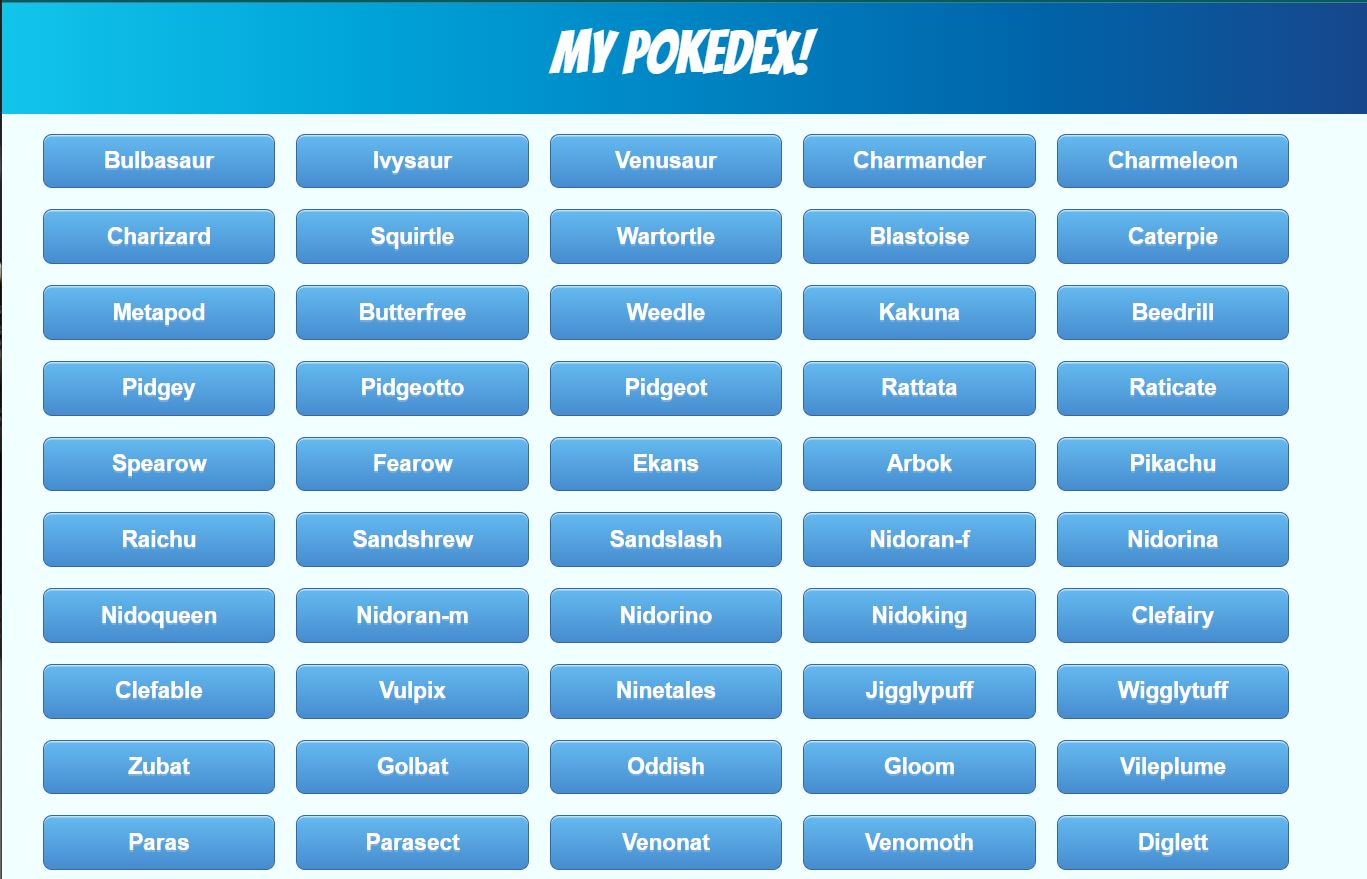 MY POKEDEX!
Bulbasaur Ivysaur Venusaur Charmander Charmeleon
Charizard Squirtle Wartortle Blastoise Caterpie
Metapod Butterfree Weedle Kakuna Beedrill
Pidgey Pidgeotto Pidgeot Rattata Raticate
Spearow Fearow Ekans Arbok Pikachu
Raichu Sandshrew Sandslash Nidoran-f Nidorina
Nidoqueen Nidoran-m Nidorino Nidoking Clefairy
Clefable Vulpix Ninetales Jigglypuff Wigglytuff
Zubat Golbat Oddish Gloom Vileplume
Paras Parasect Venonat Venomoth Diglett